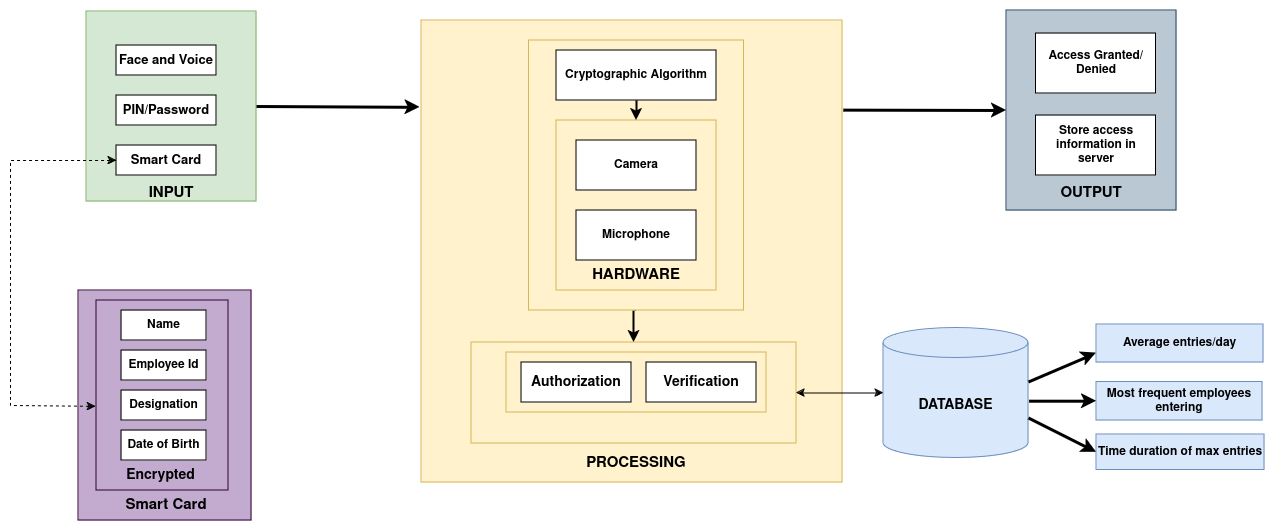 Face and Voice
PIN/Password
Smart Card
INPUT
Name
Employee Id
Designation
Date of Birth
Encrypted
Smart Card
Cryptographic Algorithm
Camera
Microphone
HARDWARE
Authorization
Verification
PROCESSING
Access Granted/
Denied
Store access
information in
server
OUTPUT
DATABASE
Average entries/day
Most frequent employees
entering
Time duration of max entries